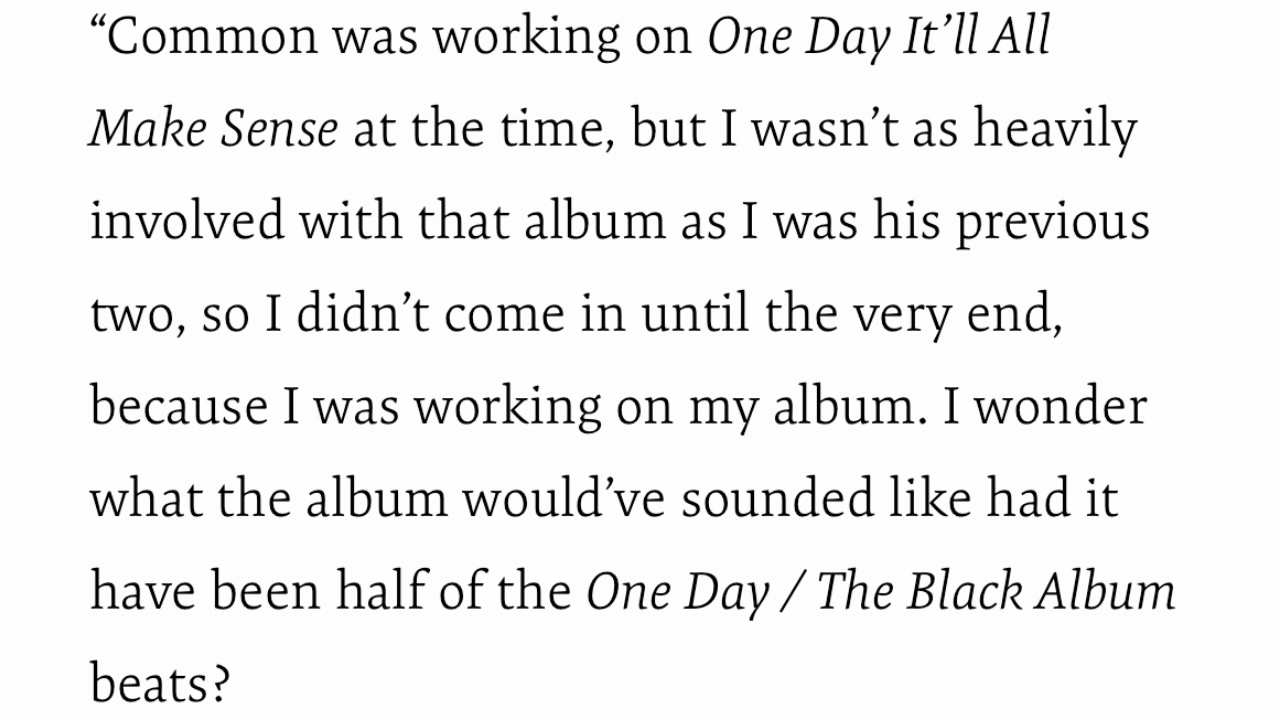 “Common was working on One Day It’ll All
Make Sense at the time, but I wasn’t as heavily
involved with that album as I was his previous
two, so I didn’t come in until the very end,
because I was working on my album. I wonder
what the album would’ve sounded like had it
have been half of the One Day / The Black Album
beats?